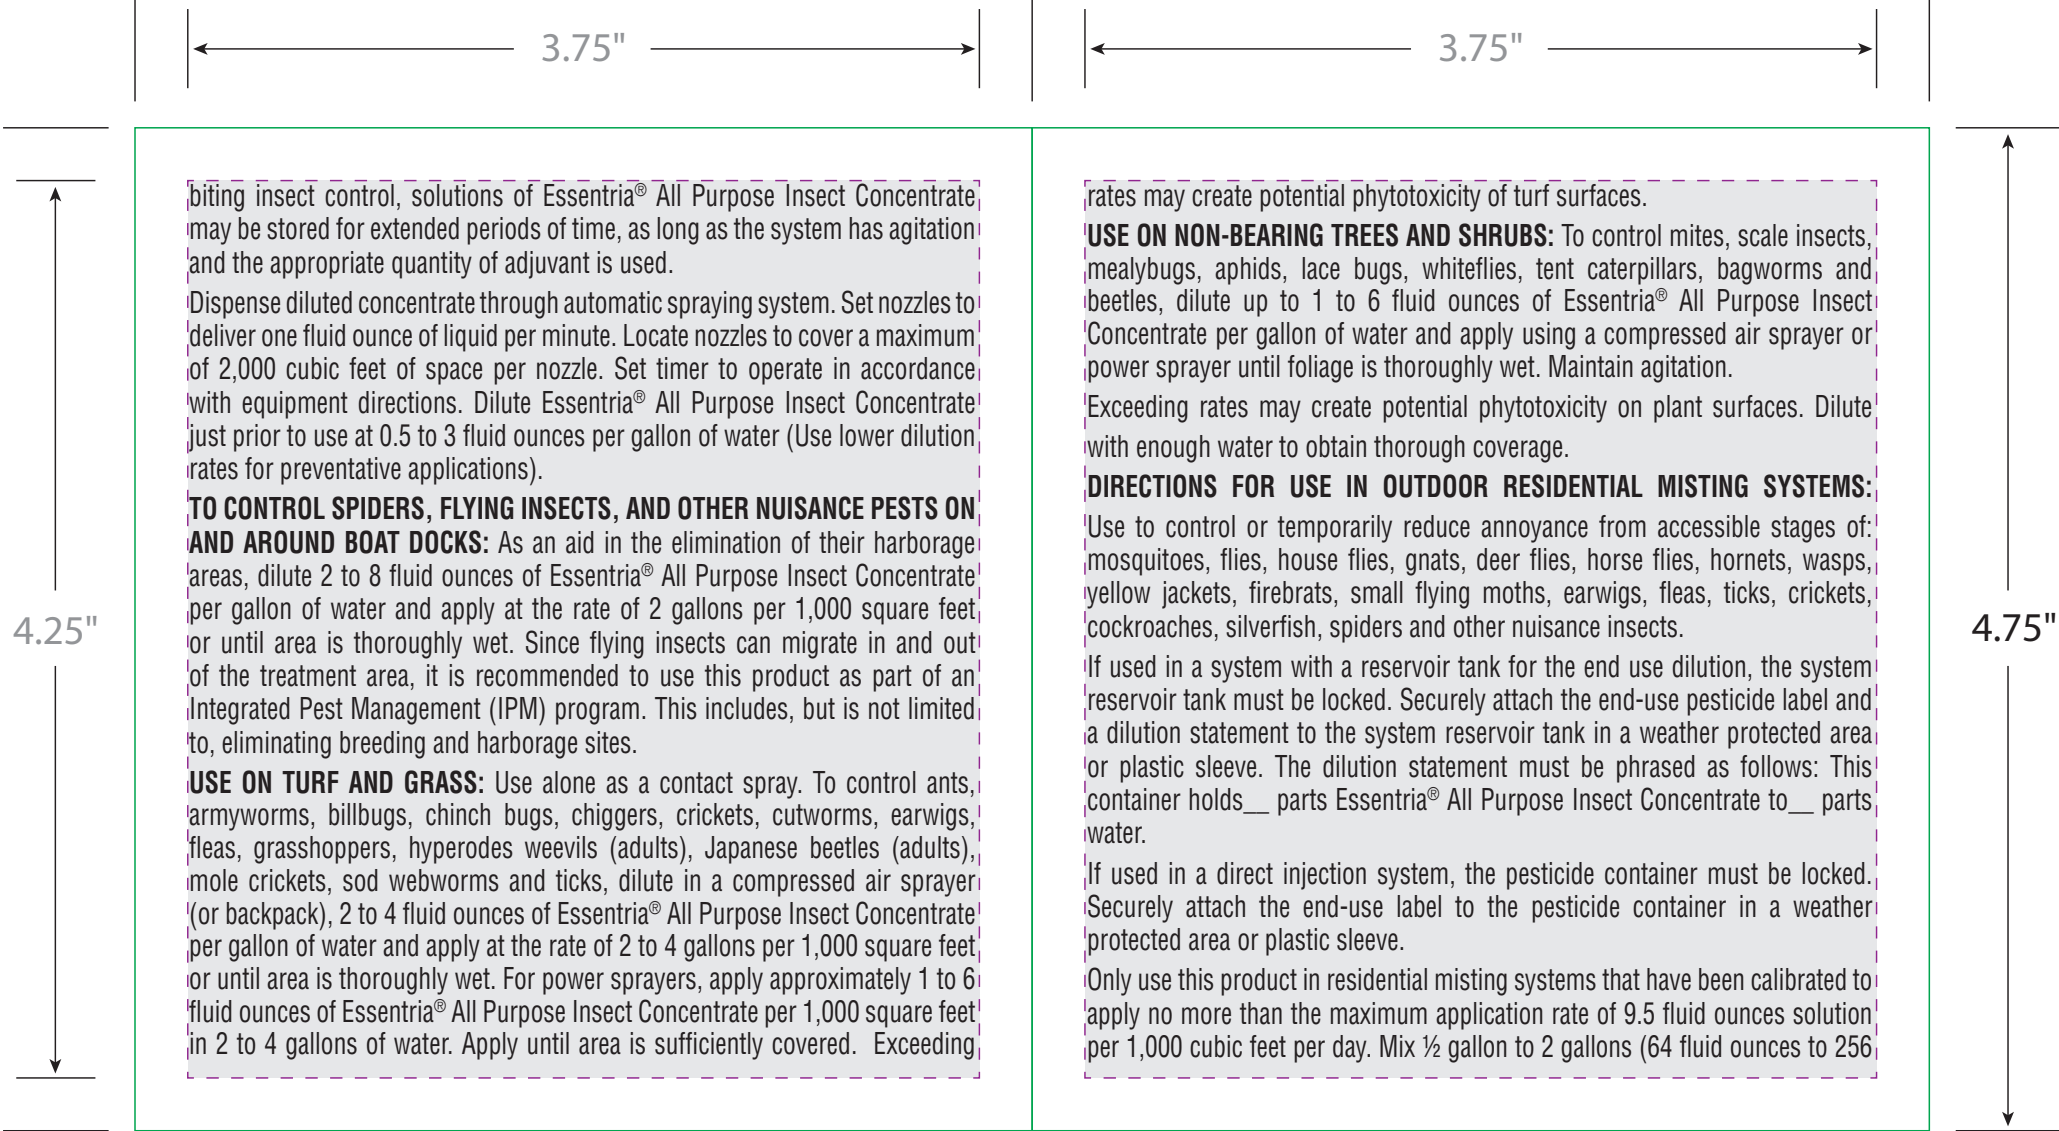 3.75"
3.75"
4.25"
biting insect control, solutions of Essentria® All Purpose Insect Concentrate
may be stored for extended periods of time, as long as the system has agitation
and the appropriate quantity of adjuvant is used.
Dispense diluted concentrate through automatic spraying system. Set nozzles to
deliver one fluid ounce of liquid per minute. Locate nozzles to cover a maximum
of 2,000 cubic feet of space per nozzle. Set timer to operate in accordance
with equipment directions. Dilute Essentria® All Purpose Insect Concentrate
just prior to use at 0.5 to 3 fluid ounces per gallon of water (Use lower dilution
rates for preventative applications).
TO CONTROL SPIDERS, FLYING INSECTS, AND OTHER NUISANCE PESTS ON
AND AROUND BOAT DOCKS: As an aid in the elimination of their harborage
areas, dilute 2 to 8 fluid ounces of Essentria® All Purpose Insect Concentrate
per gallon of water and apply at the rate of 2 gallons per 1,000 square feet
or until area is thoroughly wet. Since flying insects can migrate in and out
of the treatment area, it is recommended to use this product as part of an
Integrated Pest Management (IPM) program. This includes, but is not limited
to, eliminating breeding and harborage sites.
USE ON TURF AND GRASS: Use alone as a contact spray. To control ants,
armyworms, billbugs, chinch bugs, chiggers, crickets, cutworms, earwigs,
fleas, grasshoppers, hyperodes weevils (adults), Japanese beetles (adults),
mole crickets, sod webworms and ticks, dilute in a compressed air sprayer
(or backpack), 2 to 4 fluid ounces of Essentria® All Purpose Insect Concentrate
per gallon of water and apply at the rate of 2 to 4 gallons per 1,000 square feet
or until area is thoroughly wet. For power sprayers, apply approximately 1 to 6
fluid ounces of Essentria® All Purpose Insect Concentrate per 1,000 square feet
in 2 to 4 gallons of water. Apply until area is sufficiently covered.  Exceeding
rates may create potential phytotoxicity of turf surfaces.
USE ON NON-BEARING TREES AND SHRUBS: To control mites, scale insects,
mealybugs, aphids, lace bugs, whiteflies, tent caterpillars, bagworms and
beetles, dilute up to 1 to 6 fluid ounces of Essentria® All Purpose Insect
Concentrate per gallon of water and apply using a compressed air sprayer or
power sprayer until foliage is thoroughly wet. Maintain agitation.
Exceeding rates may create potential phytotoxicity on plant surfaces. Dilute
with enough water to obtain thorough coverage.
DIRECTIONS FOR USE IN OUTDOOR RESIDENTIAL MISTING SYSTEMS:
Use to control or temporarily reduce annoyance from accessible stages of:
mosquitoes, flies, house flies, gnats, deer flies, horse flies, hornets, wasps,
yellow jackets, firebrats, small flying moths, earwigs, fleas, ticks, crickets,
cockroaches, silverfish, spiders and other nuisance insects.
If used in a system with a reservoir tank for the end use dilution, the system
reservoir tank must be locked. Securely attach the end-use pesticide label and
a dilution statement to the system reservoir tank in a weather protected area
or plastic sleeve. The dilution statement must be phrased as follows: This
container holds__ parts Essentria® All Purpose Insect Concentrate to__ parts
water.
If used in a direct injection system, the pesticide container must be locked.
Securely attach the end-use label to the pesticide container in a weather
protected area or plastic sleeve.
Only use this product in residential misting systems that have been calibrated to
apply no more than the maximum application rate of 9.5 fluid ounces solution
per 1,000 cubic feet per day. Mix ½ gallon to 2 gallons (64 fluid ounces to 256
4.75"